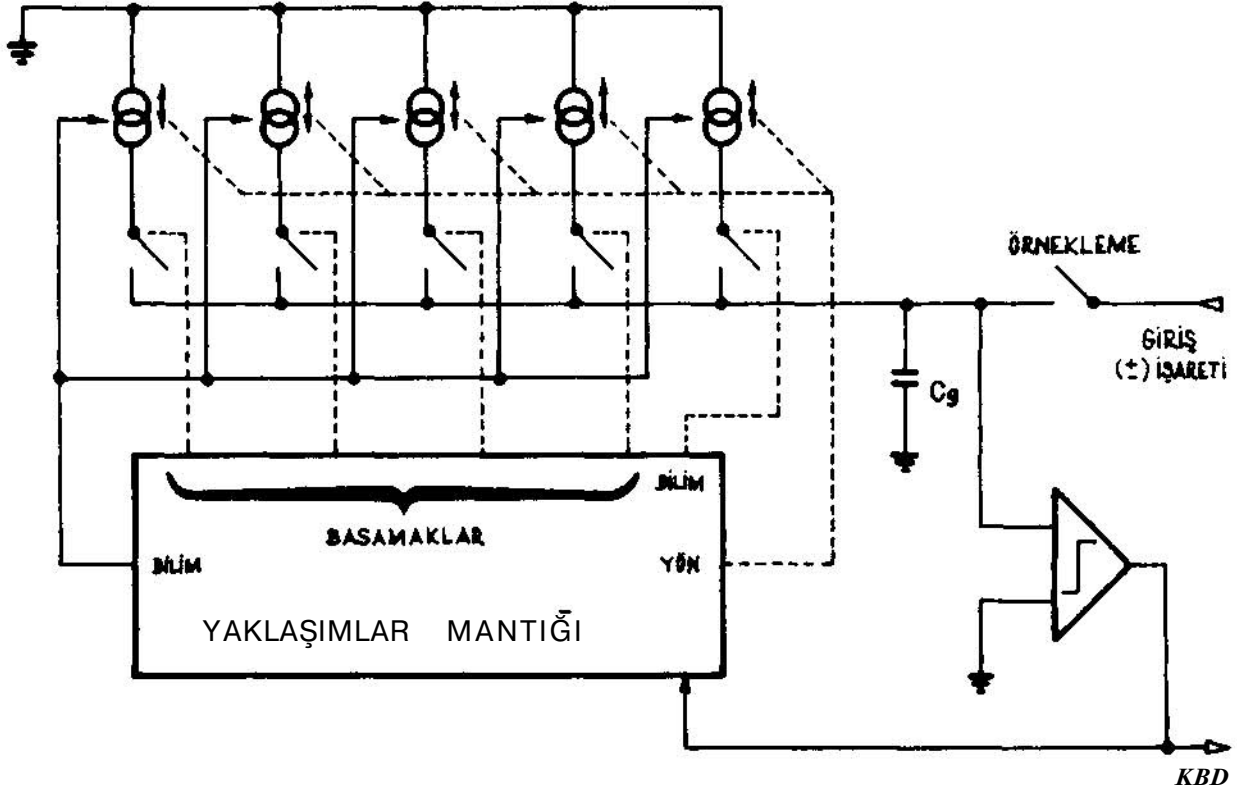 ÖRNEKLEME
GİRİŞ
(±) İŞARETİ
Cg
BİLİM
BASAMAKLAR
BİLİM
YÖN
YAKLAŞIMLAR MANTIĞI
KBD